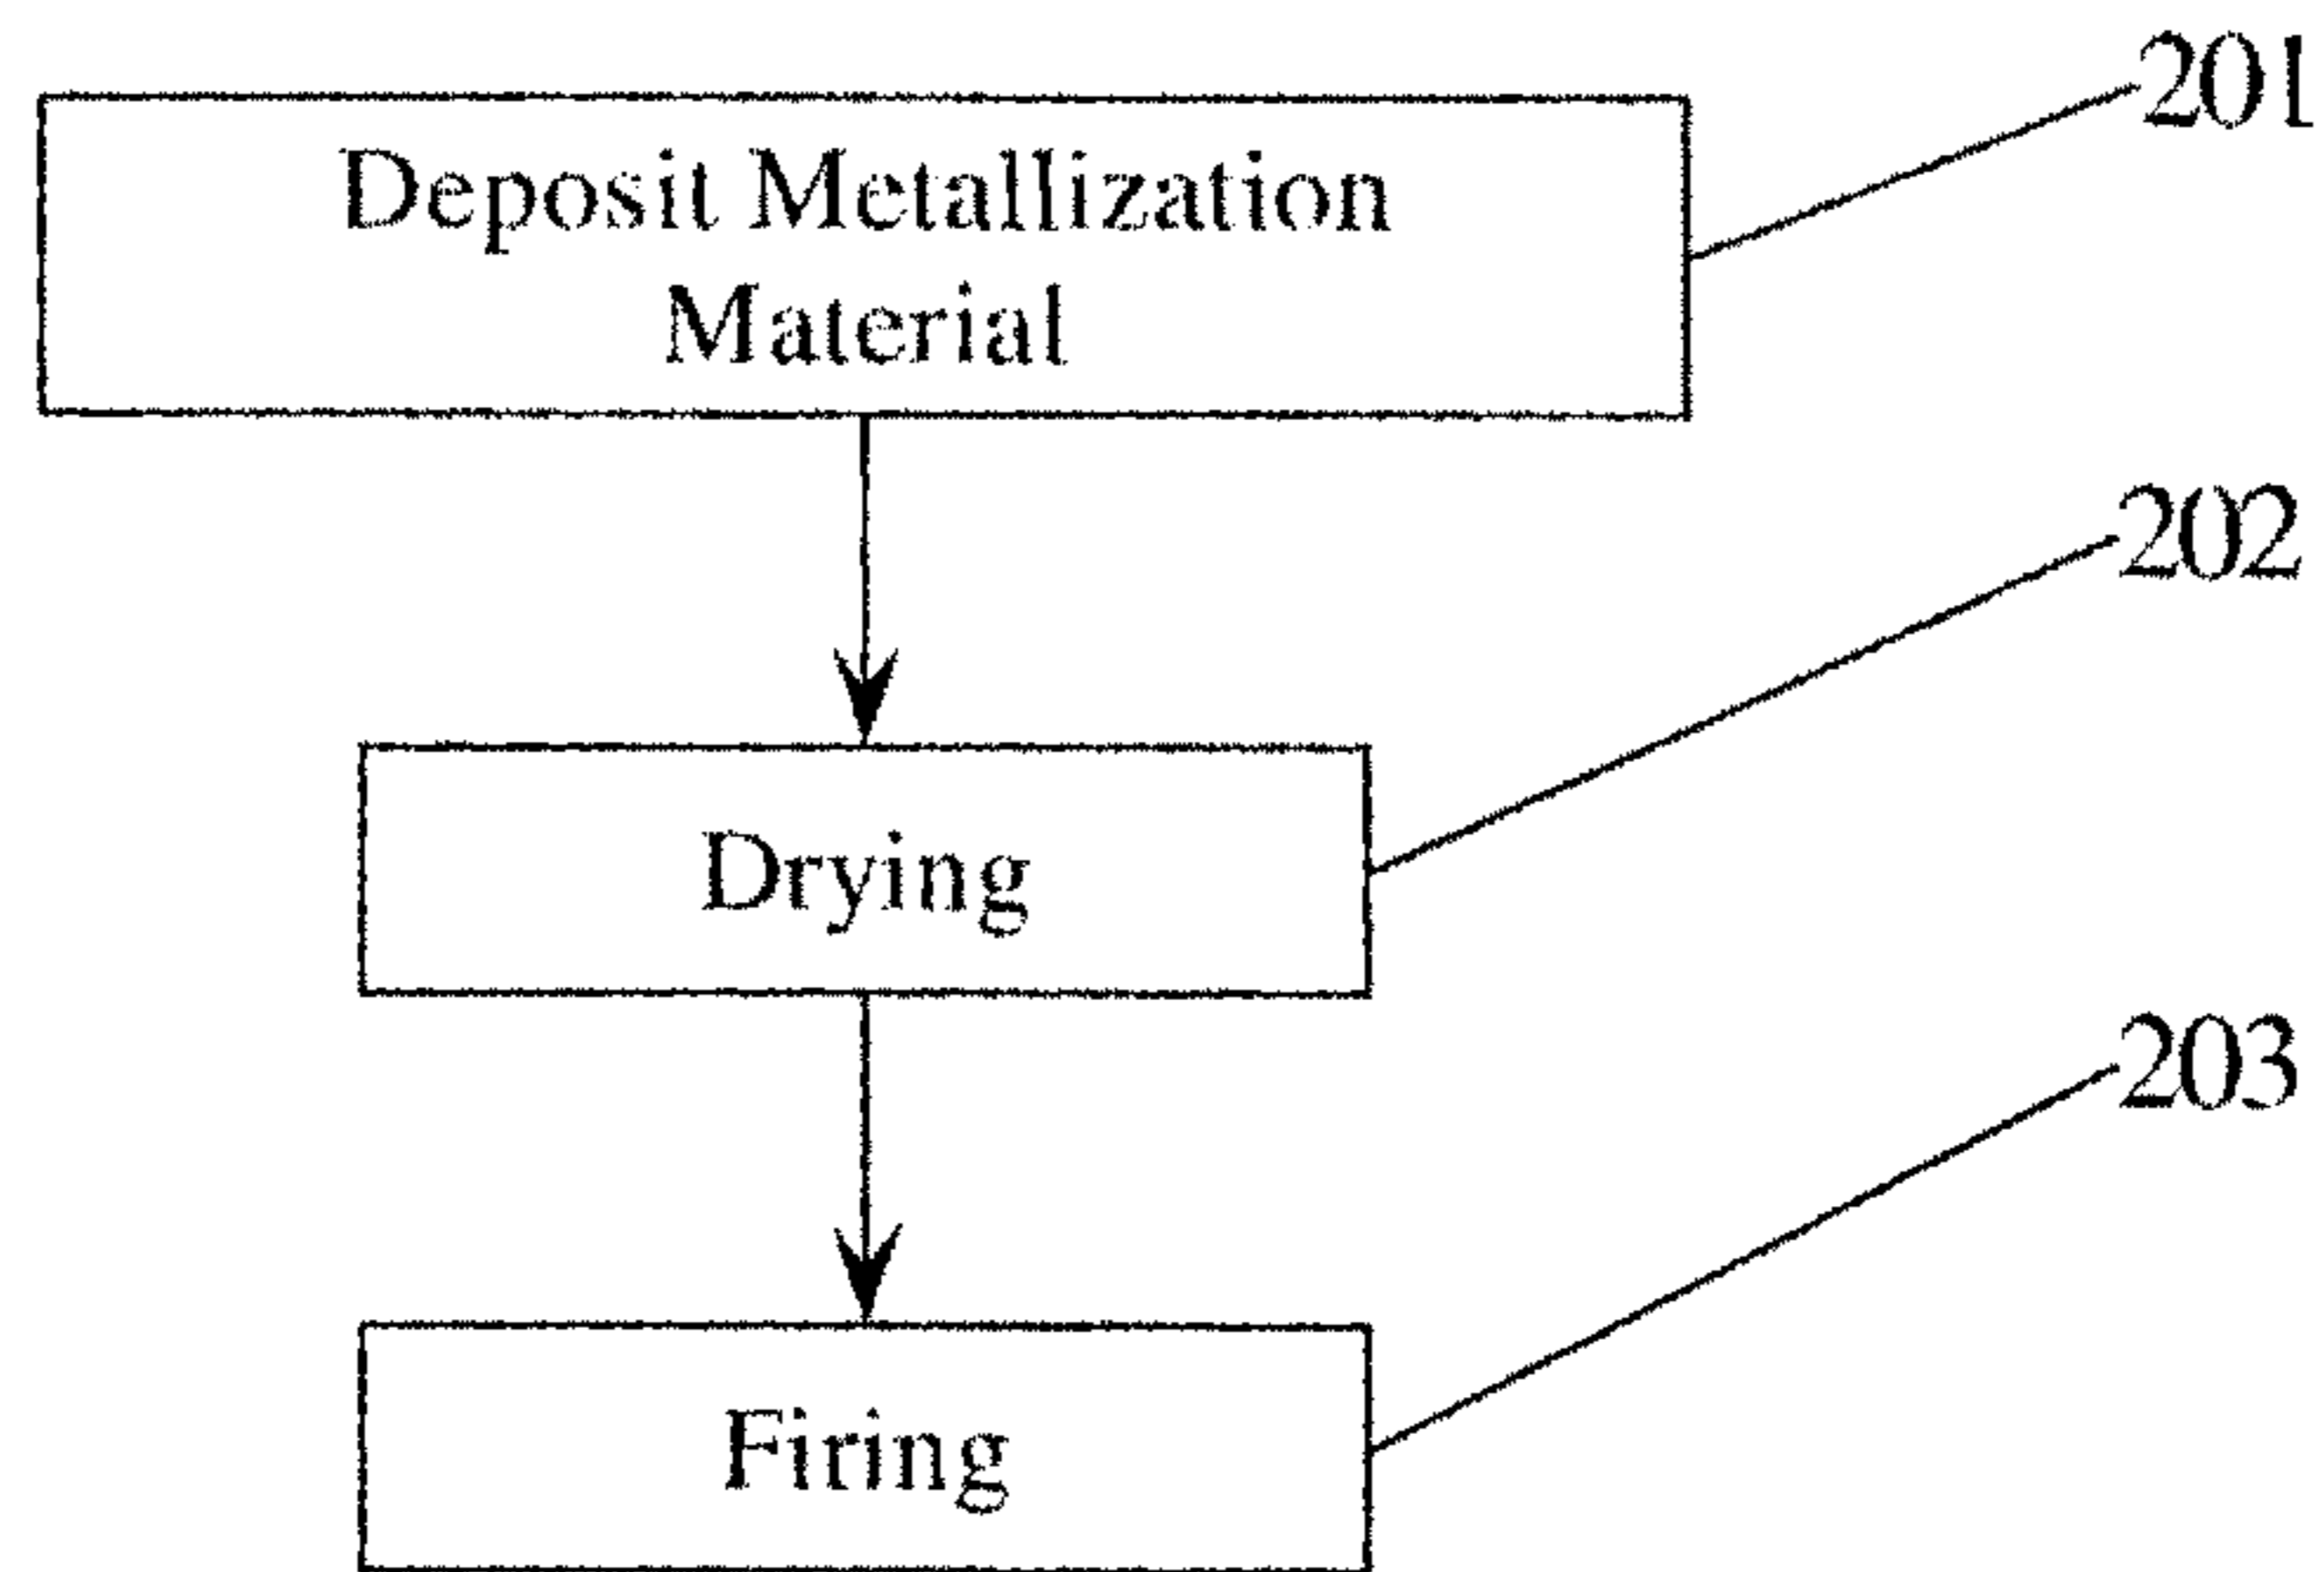 201
Deposit Metallization
Material
202
Drying
203
Firing